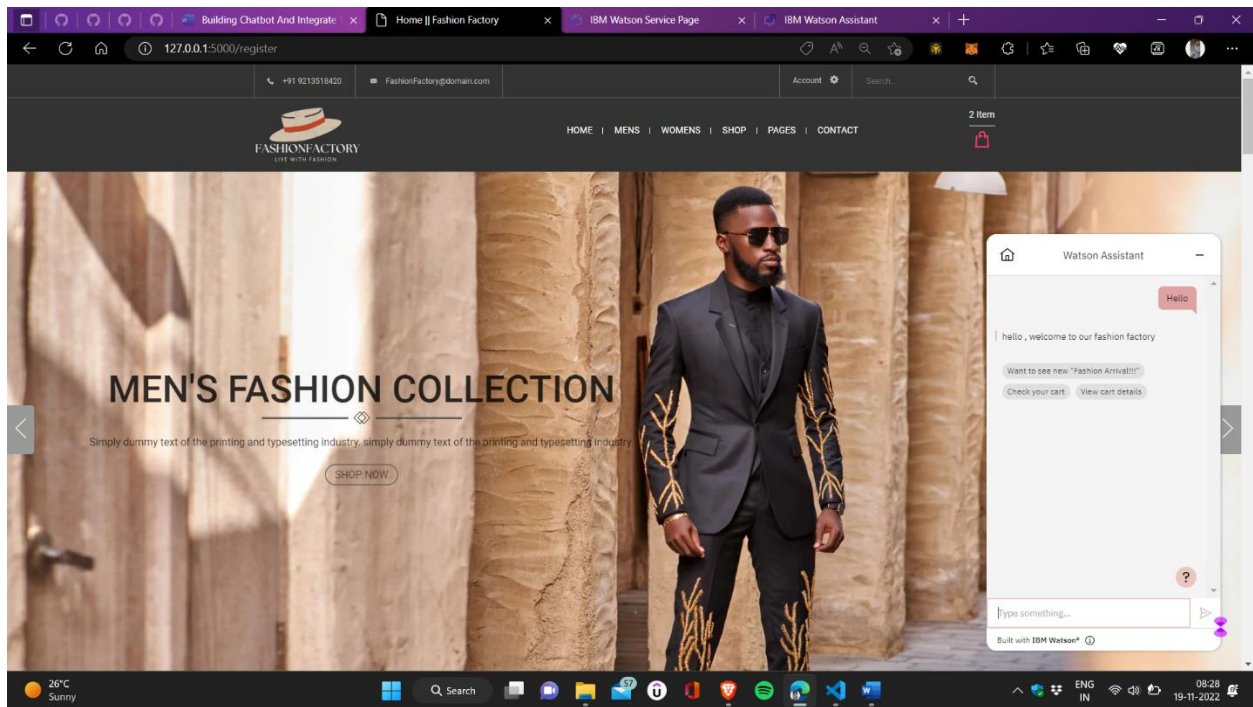 Building Chatbot And Integrate T
Home || Fashion Factory
IBM Watson Service Page
IBM Watson Assistant
127.0.0.1:5000/register
+91 9213518420
FashionFactory@domain.com
Account
Search..
FASHIONFACTORY
LIVE WITH FASHION
HOME | MENS | WOMENS | SHOP | PAGES | CONTACT
2 Item
MEN'S FASHION COLLECTION
Simply dummy text of the printing and typesetting industry. simply dummy text of the printing and typesetting industry.
SHOP NOW
Watson Assistant
Hello
hello , welcome to our fashion factory
Want to see new "Fashion Arrival!!!"
Check your cart
View cart details
?
Type something...
Built with IBM Watson®
26°C
Sunny
Search
57
ENG
IN
08:28
19-11-2022